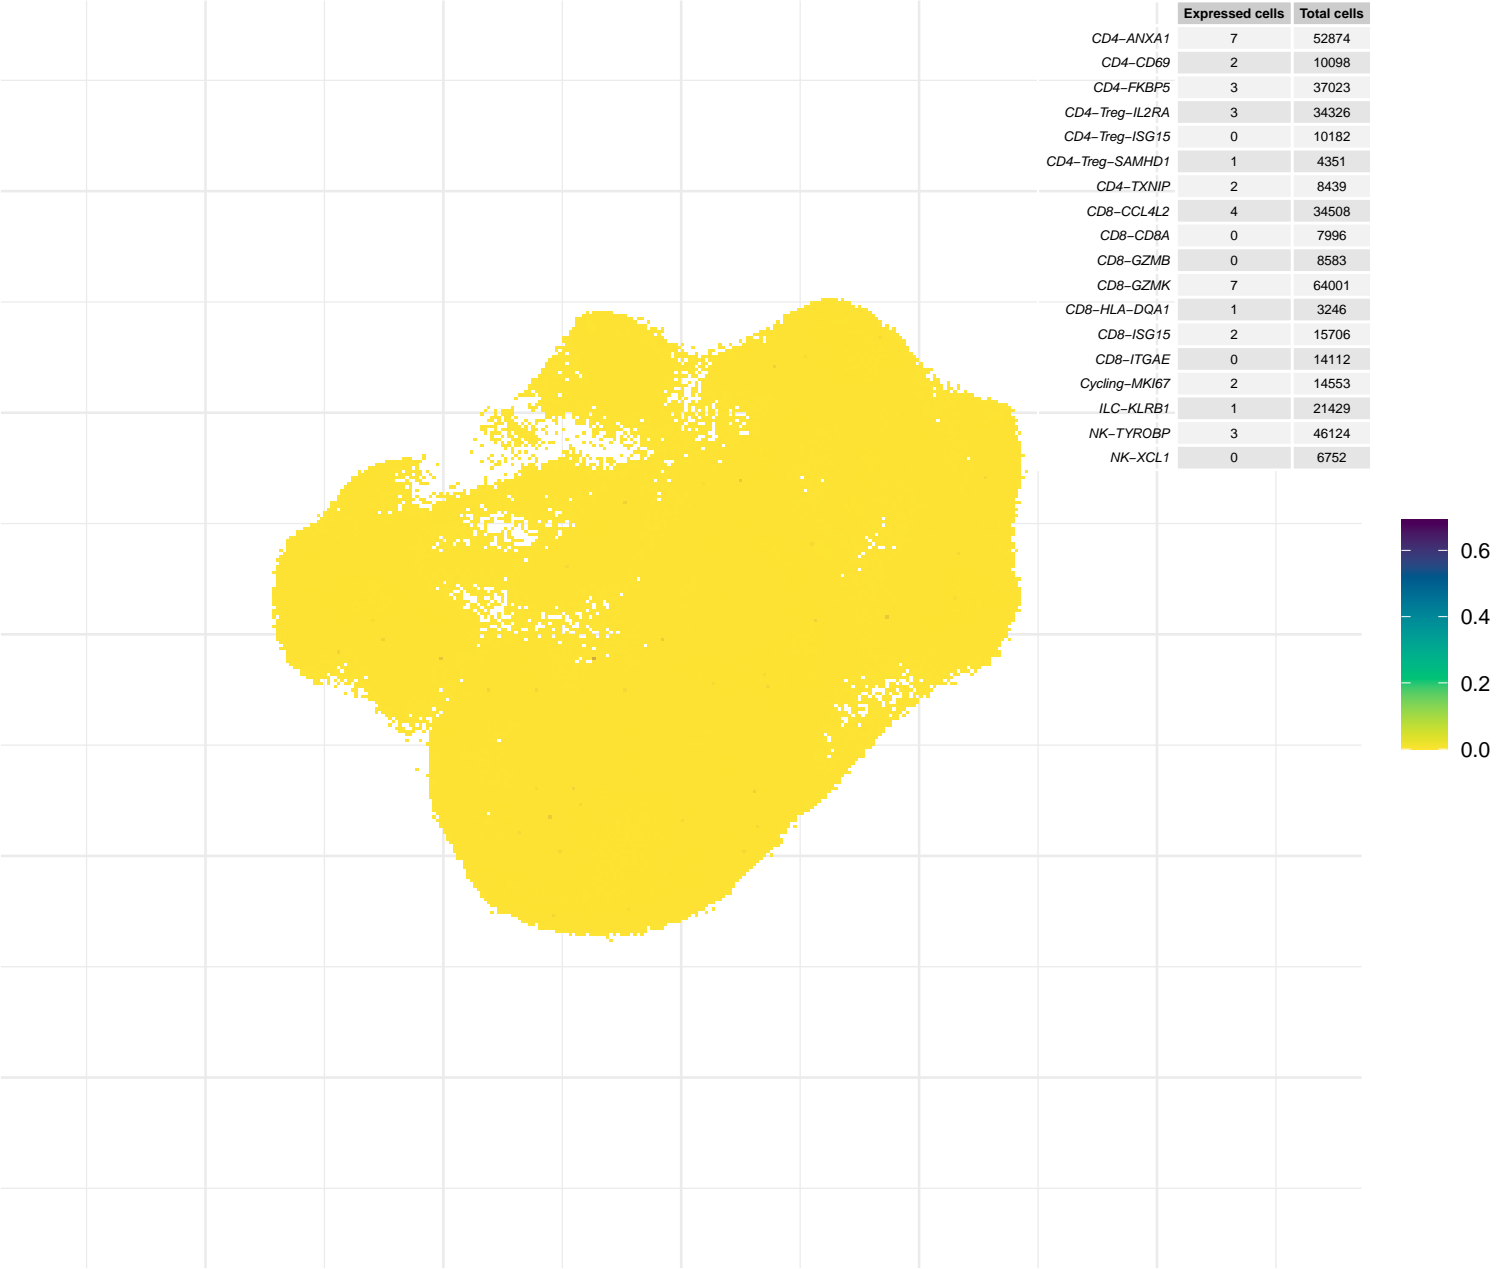 Expressed cells Total cells
CD4−ANXA1 7 52874
CD4−CD69 2 10098
CD4−FKBP5 3 37023
CD4−Treg−IL2RA 3 34326
CD4−Treg−ISG15 0 10182
CD4−Treg−SAMHD1 1 4351
CD4−TXNIP 2 8439
CD8−CCL4L2 4 34508
CD8−CD8A 0 7996
CD8−GZMB 0 8583
CD8−GZMK 7 64001
CD8−HLA−DQA1 1 3246
CD8−ISG15 2 15706
CD8−ITGAE 0 14112
Cycling−MKI67 2 14553
ILC−KLRB1 1 21429
NK−TYROBP 3 46124
NK−XCL1 0 6752
0.6
0.4
0.2
0.0